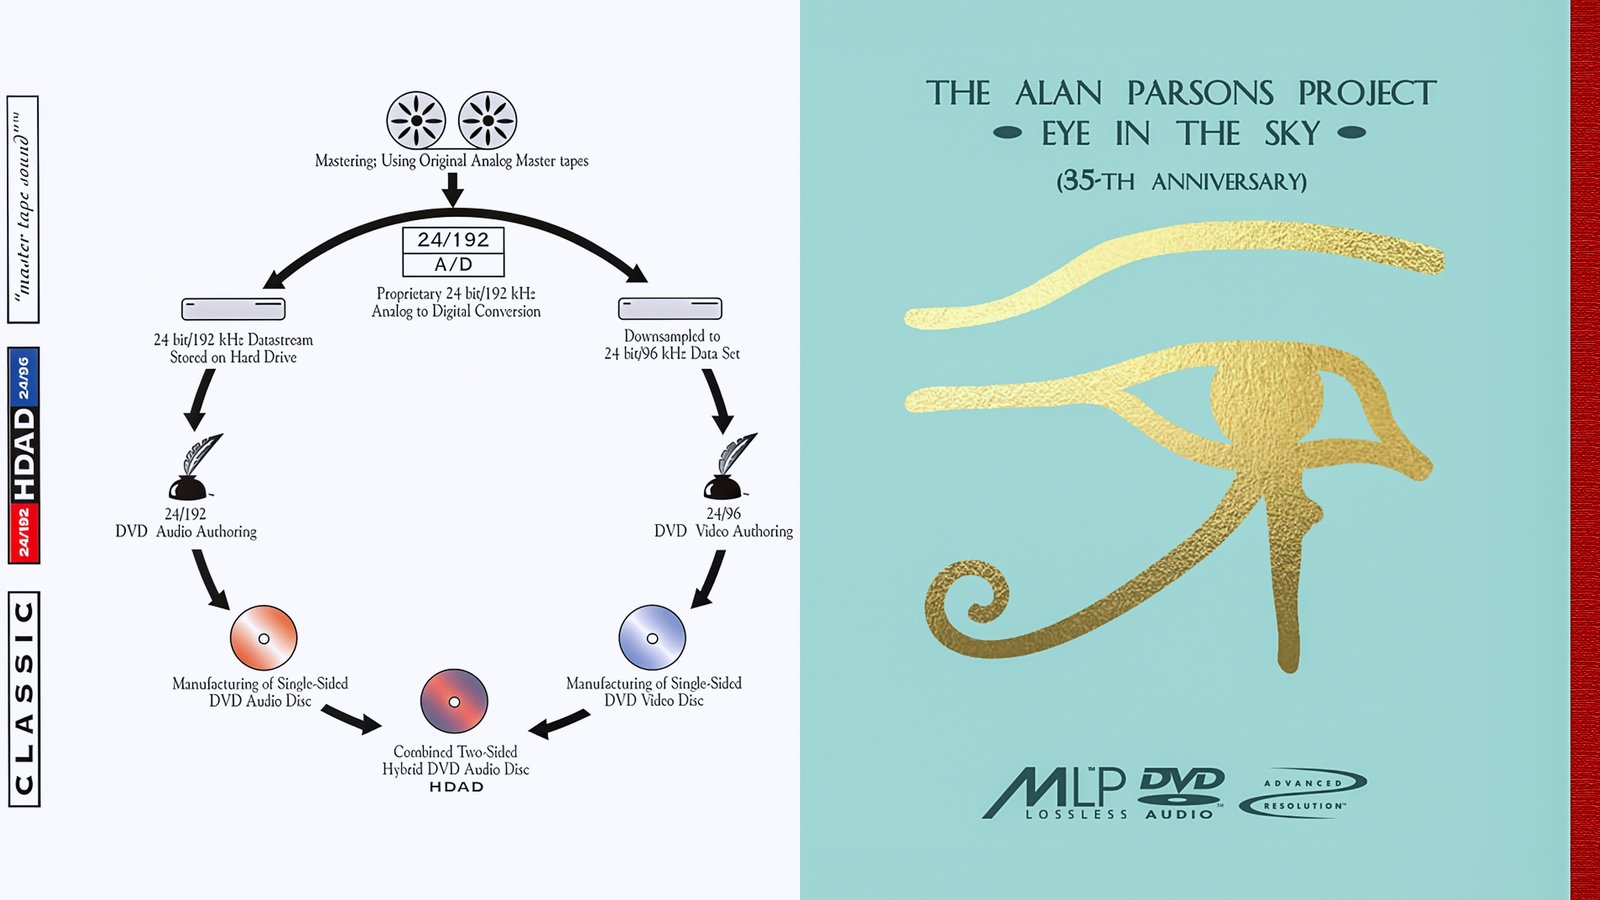 "master tape sound"™
24/192 HDAD 24/96
CLASSIC
Mastering; Using Original Analog Master tapes
24/192
A/D
Proprietary 24 bit/192 kHz
Analog to Digital Conversion
24 bit/192 kHz Datastream
Stored on Hard Drive
Downsampled to
24 bit/96 kHz Data Set
24/192
DVD Audio Authoring
24/96
DVD Video Authoring
Manufacturing of Single-Sided
DVD Audio Disc
Manufacturing of Single-Sided
DVD Video Disc
Combined Two-Sided
Hybrid DVD Audio Disc
HDAD
THE ALAN PARSONS PROJECT
EYE IN THE SKY
(35-TH ANNIVERSARY)
MLP™
LOSSLESS
DVD™
AUDIO
ADVANCED
RESOLUTION™